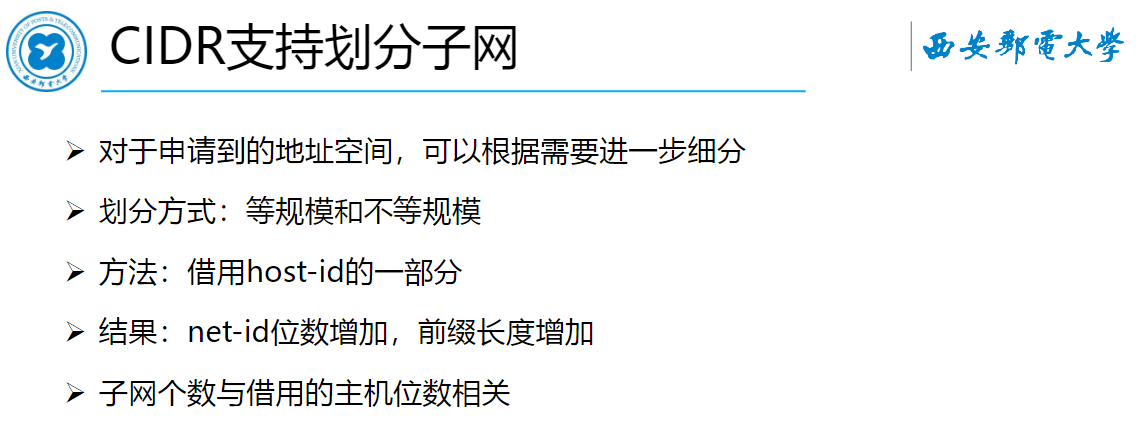 CIDR支持划分子网
西安郵電大學
对于申请到的地址空间，可以根据需要进一步细分
划分方式：等规模和不等规模
方法：借用host-id的一部分
结果：net-id位数增加，前缀长度增加
子网个数与借用的主机位数相关